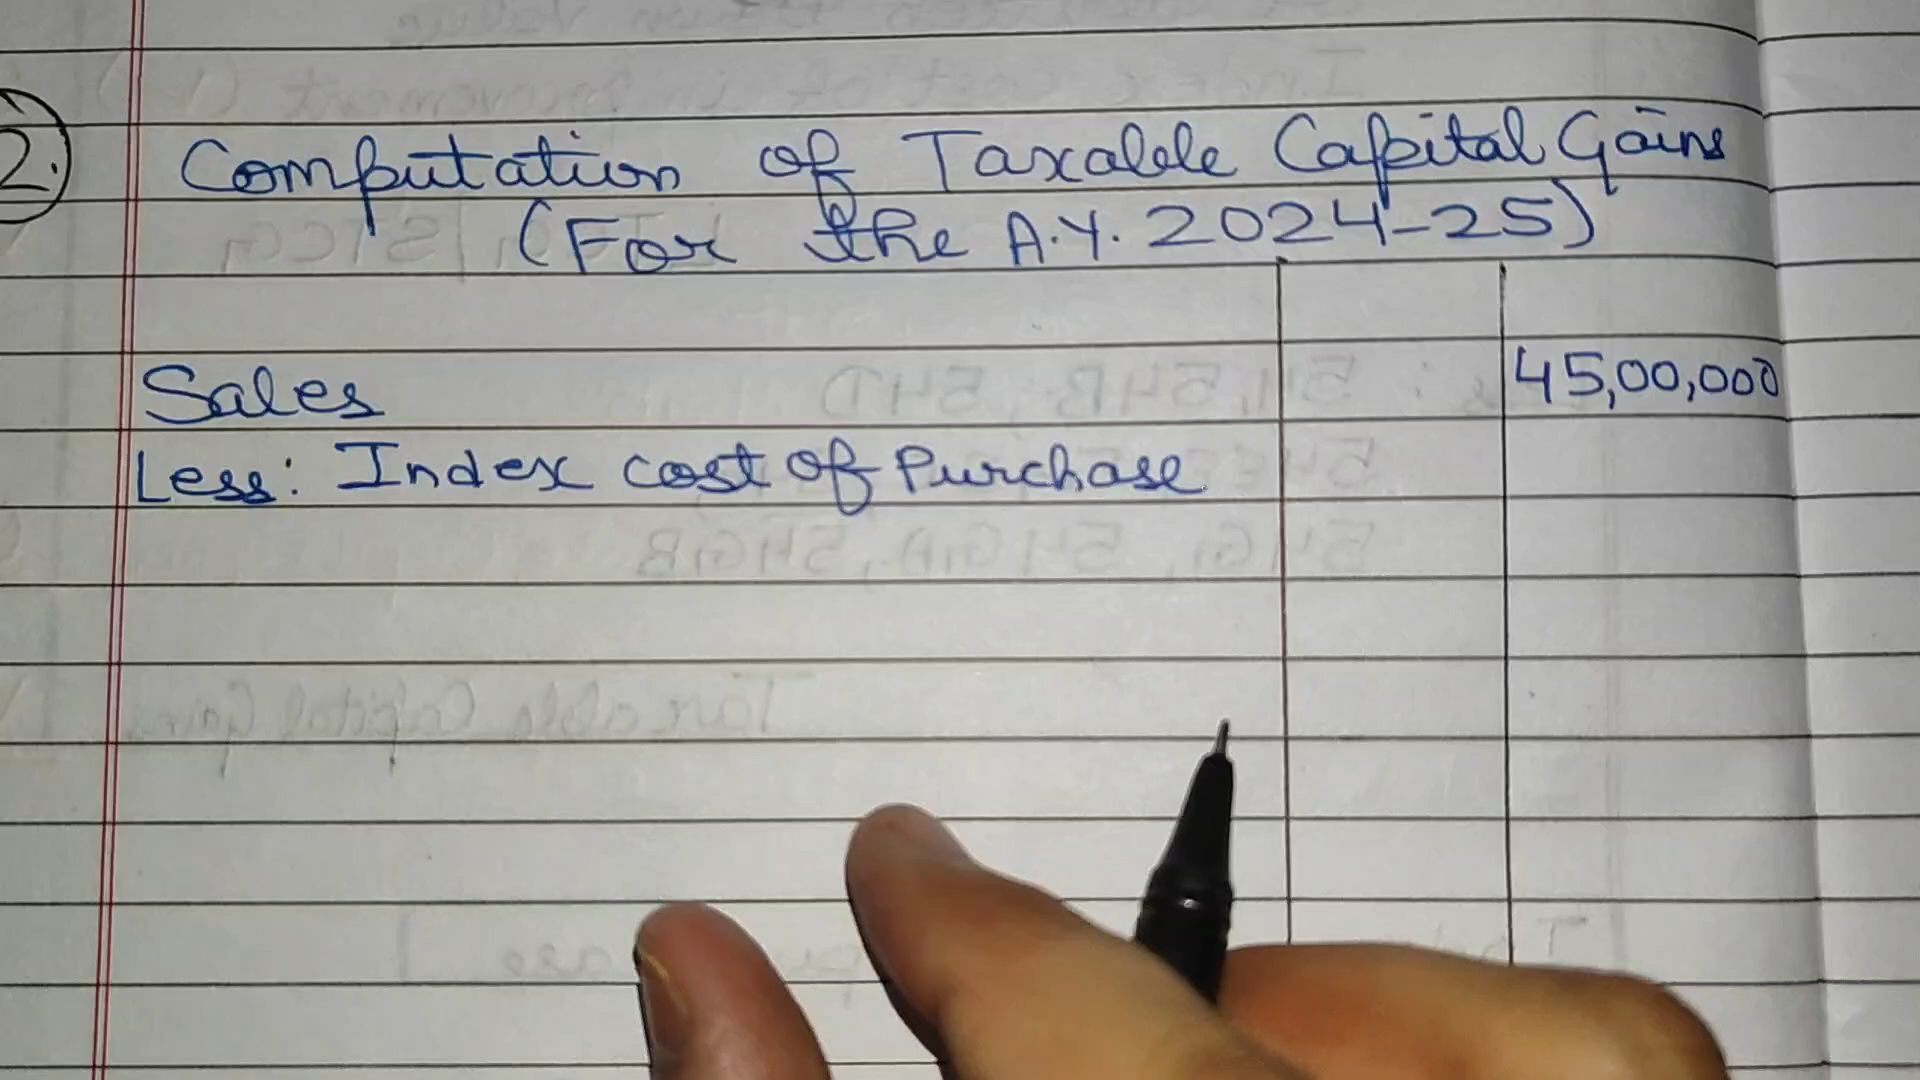 2. Computation of Taxable Capital Gains
(For the A.Y. 2024-25)
Sales 45,00,000
Less: Index cost of Purchase